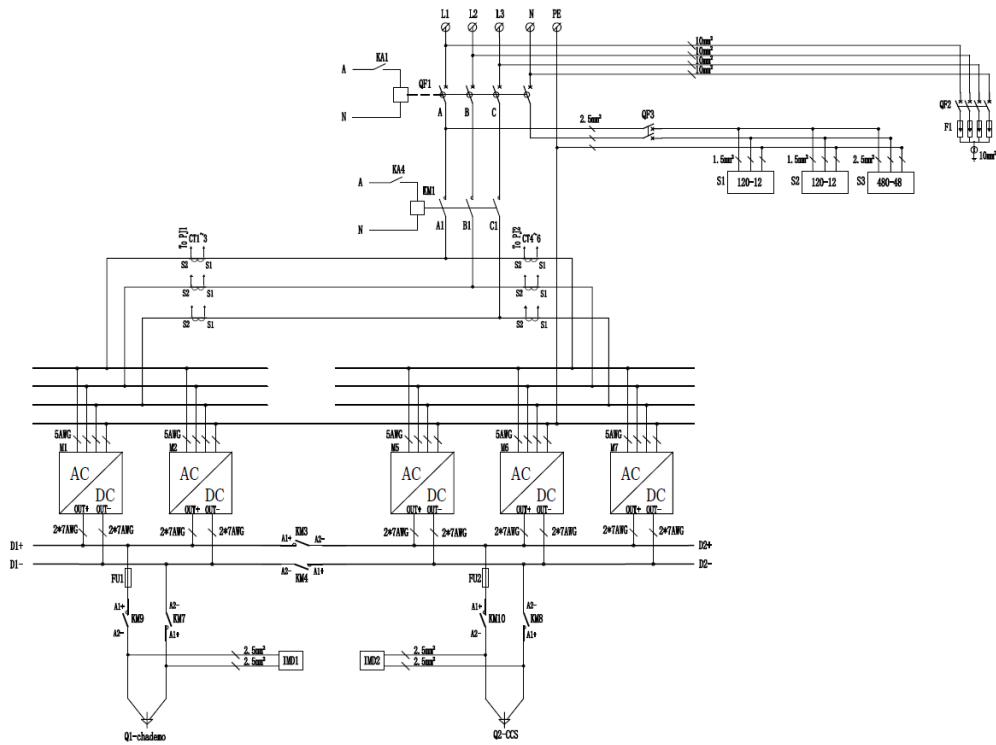 L1 L2 L3 N PE
10mm²
10mm²
10mm²
10mm²
KA1
A
QF1
N
A B C
QF2
F1
10mm²
2.5mm²
QF3
1.5mm² 1.5mm² 2.5mm²
S1 120-12 S2 120-12 S3 480-48
KA4
A
KM1
N
A1 B1 C1
To PJ1 CT1~3 To PJ2 CT4~6
S2 S1 S2 S1
S2 S1 S2 S1
S2 S1 S2 S1
5AWG 5AWG 5AWG 5AWG 5AWG
M1 M2 M5 M6 M7
AC AC AC AC AC
DC DC DC DC DC
OUT+ OUT- OUT+ OUT- OUT+ OUT- OUT+ OUT- OUT+ OUT-
2*7AWG 2*7AWG 2*7AWG 2*7AWG 2*7AWG 2*7AWG 2*7AWG 2*7AWG 2*7AWG 2*7AWG
KM3
D1+ A1+ A2- D2+
D1- A2- A1+ D2-
KM4
FU1 FU2
A1+ A2- A1+ A2-
KM9 KM7 KM10 KM8
A2- A1+ A2- A1+
2.5mm² IMD1 IMD2 2.5mm²
2.5mm² 2.5mm²
Q1-chademo Q2-CCS